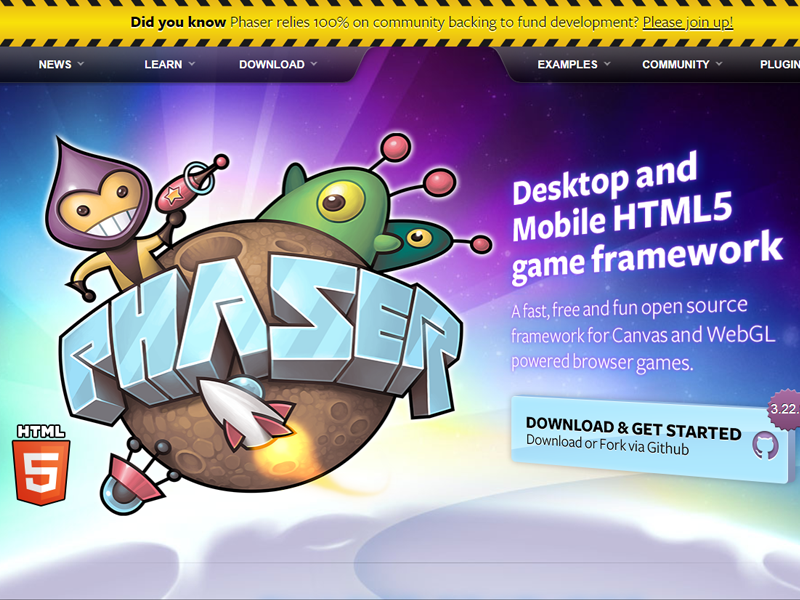 Did you know Phaser relies 100% on community backing to fund development? Please join up!
NEWS LEARN DOWNLOAD EXAMPLES COMMUNITY PLUGIN
Desktop and
Mobile HTML5
game framework
PHASER
A fast, free and fun open source
framework for Canvas and WebGL
powered browser games.
3.22.
DOWNLOAD & GET STARTED
Download or Fork via Github
HTML
5